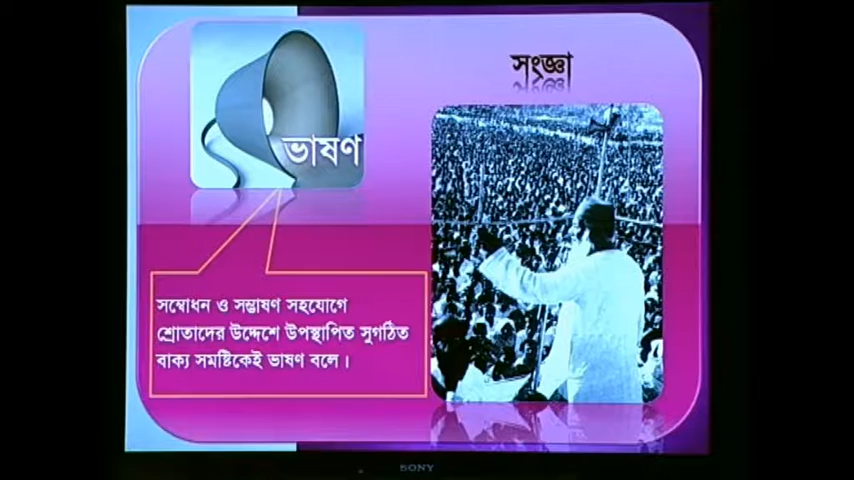 সংজ্ঞা
ভাষণ
সম্বোধন ও সম্ভাষণ সহযোগে
শ্রোতাদের উদ্দেশে উপস্থাপিত সুগঠিত
বাক্য সমষ্টিকেই ভাষণ বলে।
SONY